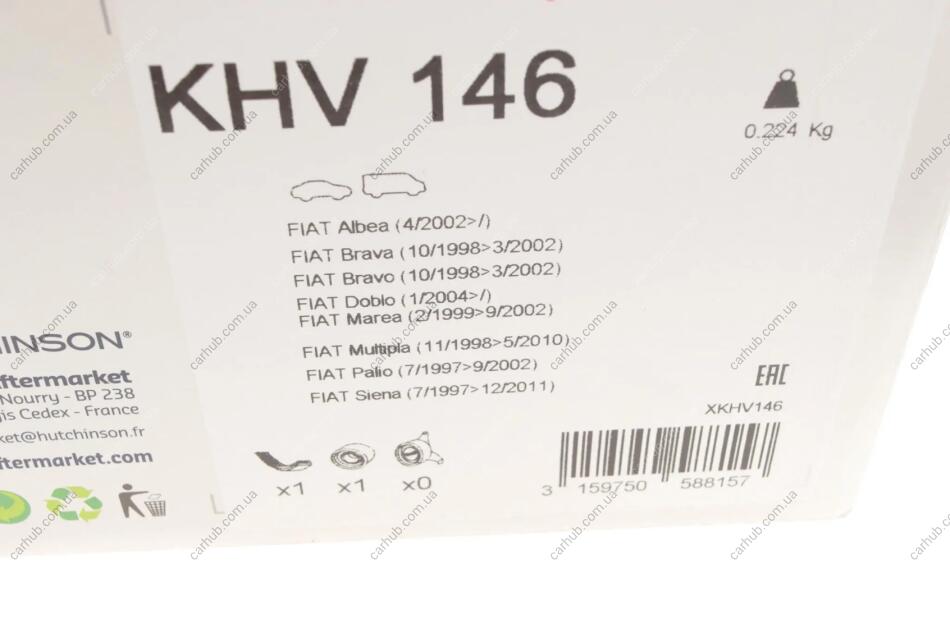 KHV 146
0.224 Kg
FIAT Albea (4/2002>/)
FIAT Brava (10/1998>3/2002)
FIAT Bravo (10/1998>3/2002)
FIAT Doblo (1/2004>/)
FIAT Marea (2/1999>9/2002)
FIAT Multipla (11/1998>5/2010)
FIAT Palio (7/1997>9/2002)
FIAT Siena (7/1997>12/2011)
x1 x1 x0
EAC
XKHV146
3 159750 588157
INSON®
ftermarket
Nourry - BP 238
is Cedex - France
ket@hutchinson.fr
ftermarket.com
carhub.com.ua